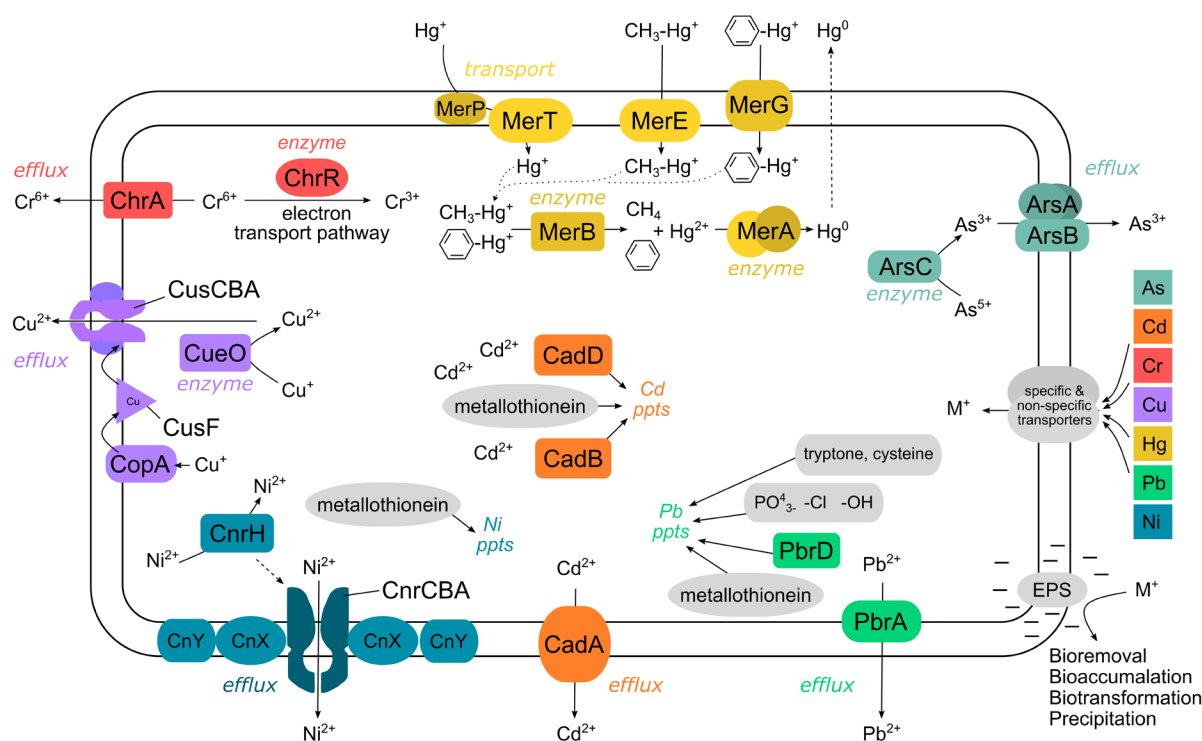 Hg⁺
CH₃-Hg⁺
-Hg⁺
Hg⁰
transport
MerP
MerT
MerE
MerG
Hg⁺
CH₃-Hg⁺
-Hg⁺
efflux
Cr⁶⁺
ChrA
Cr⁶⁺
enzyme
ChrR
electron
transport pathway
Cr³⁺
CH₃-Hg⁺
-Hg⁺
enzyme
MerB
CH₄
+ Hg²⁺
MerA
enzyme
Hg⁰
efflux
ArsA
ArsB
As³⁺
As³⁺
ArsC
enzyme
As⁵⁺
CusCBA
Cu²⁺
efflux
CueO
enzyme
Cu²⁺
Cu⁺
Cu
CusF
CopA
Cu⁺
Cd²⁺
CadD
Cd²⁺
metallothionein
Cd
ppts
Cd²⁺
CadB
M⁺
specific &
non-specific
transporters
As
Cd
Cr
Cu
Hg
Pb
Ni
Ni²⁺
CnrH
Ni²⁺
metallothionein
Ni
ppts
tryptone, cysteine
PO⁴₃₋ -Cl -OH
Pb
ppts
PbrD
metallothionein
Ni²⁺
CnrCBA
CnY
CnX
CnX
CnY
efflux
Ni²⁺
Cd²⁺
CadA
efflux
Cd²⁺
Pb²⁺
PbrA
efflux
Pb²⁺
EPS
M⁺
Bioremoval
Bioaccumalation
Biotransformation
Precipitation